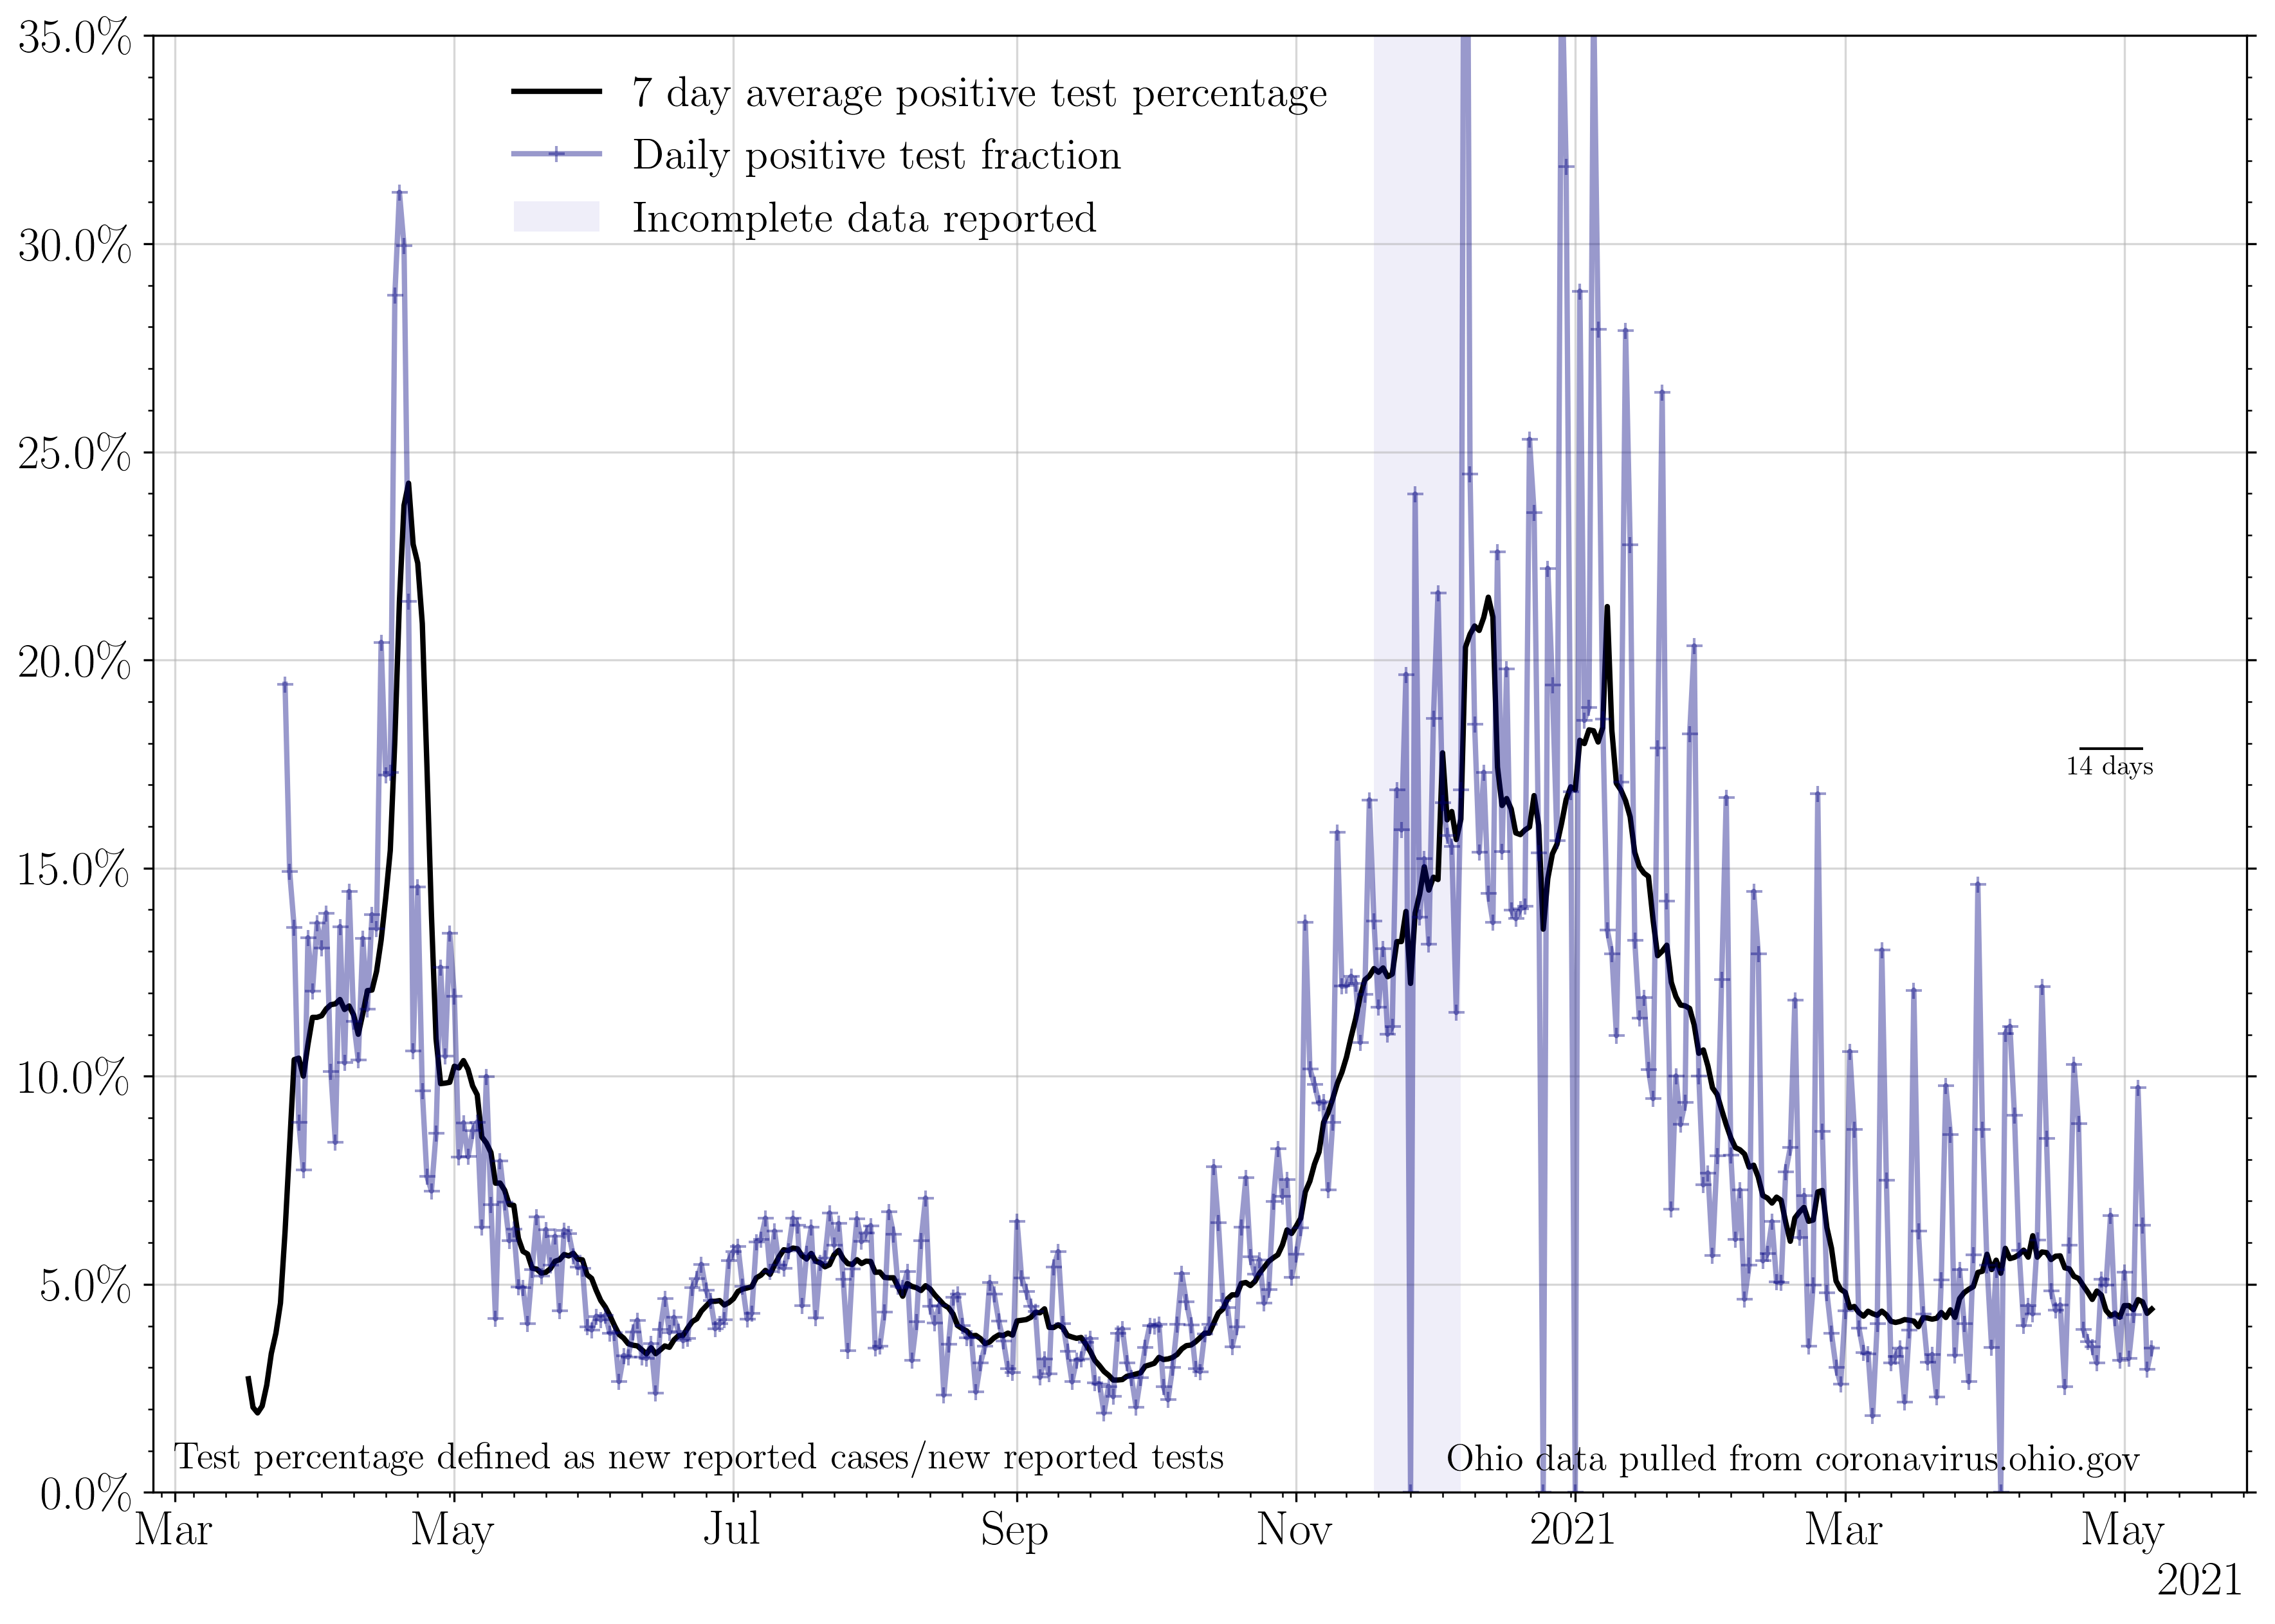 35.0%
30.0%
25.0%
20.0%
15.0%
10.0%
5.0%
0.0%
7 day average positive test percentage
Daily positive test fraction
Incomplete data reported
14 days
Test percentage defined as new reported cases/new reported tests
Ohio data pulled from coronavirus.ohio.gov
Mar May Jul Sep Nov 2021 Mar May
2021